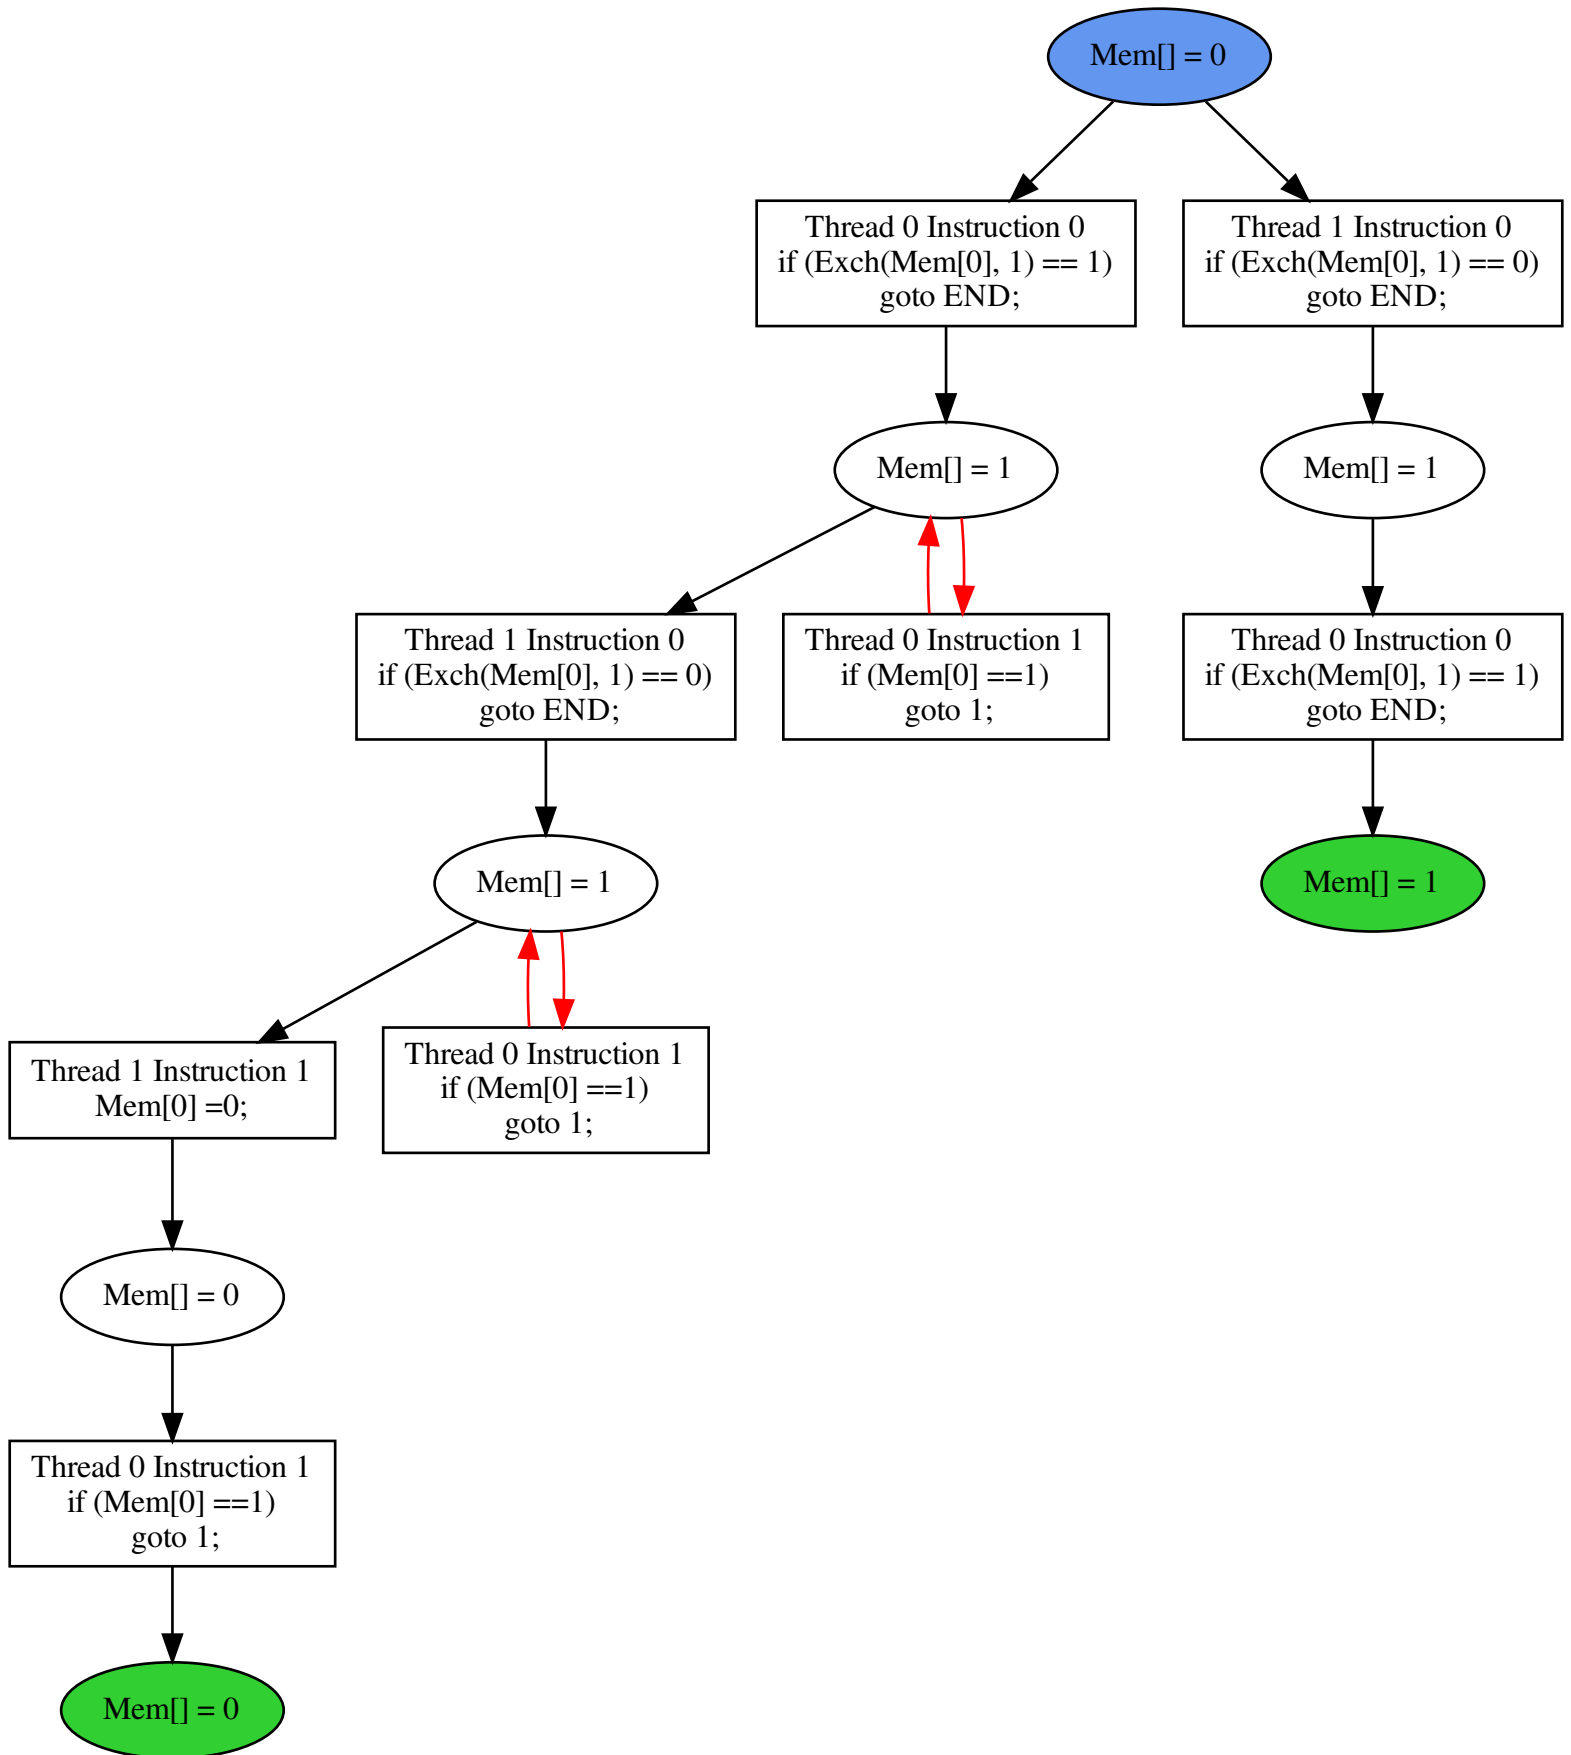 Mem[] = 0
Thread 0 Instruction 0
if (Exch(Mem[0], 1) == 1)
goto END;
Thread 1 Instruction 0
if (Exch(Mem[0], 1) == 0)
goto END;
Mem[] = 1
Mem[] = 1
Thread 1 Instruction 0
if (Exch(Mem[0], 1) == 0)
goto END;
Thread 0 Instruction 1
if (Mem[0] ==1)
goto 1;
Thread 0 Instruction 0
if (Exch(Mem[0], 1) == 1)
goto END;
Mem[] = 1
Mem[] = 1
Thread 1 Instruction 1
Mem[0] =0;
Thread 0 Instruction 1
if (Mem[0] ==1)
goto 1;
Mem[] = 0
Thread 0 Instruction 1
if (Mem[0] ==1)
goto 1;
Mem[] = 0